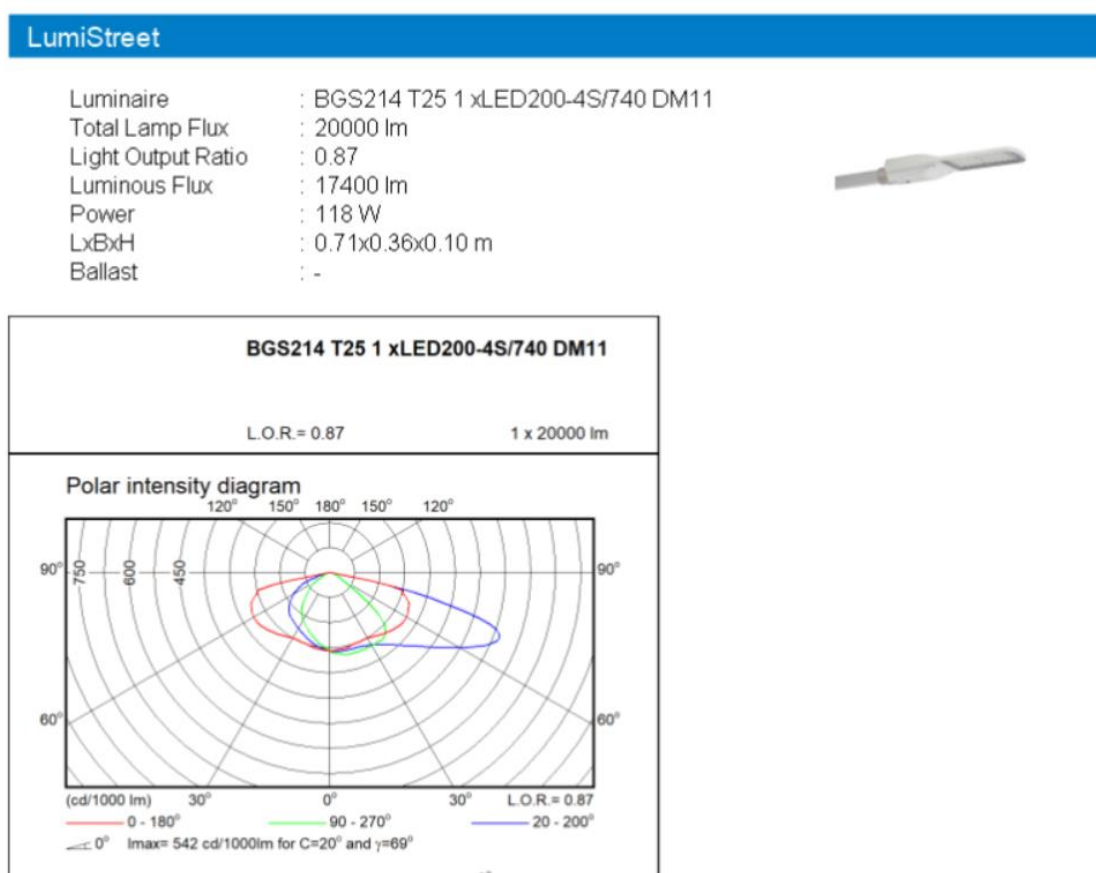 LumiStreet
Luminaire : BGS214 T25 1 xLED200-4S/740 DM11
Total Lamp Flux : 20000 lm
Light Output Ratio : 0.87
Luminous Flux : 17400 lm
Power : 118 W
LxBxH : 0.71x0.36x0.10 m
Ballast : -
BGS214 T25 1 xLED200-4S/740 DM11
L.O.R.= 0.87 1 x 20000 lm
Polar intensity diagram
120° 150° 180° 150° 120°
90° 750 600 450 90°
60° 60°
(cd/1000 lm) 30° 0° 30° L.O.R.= 0.87
0 - 180° 90 - 270° 20 - 200°
0° Imax= 542 cd/1000lm for C=20° and γ=69°